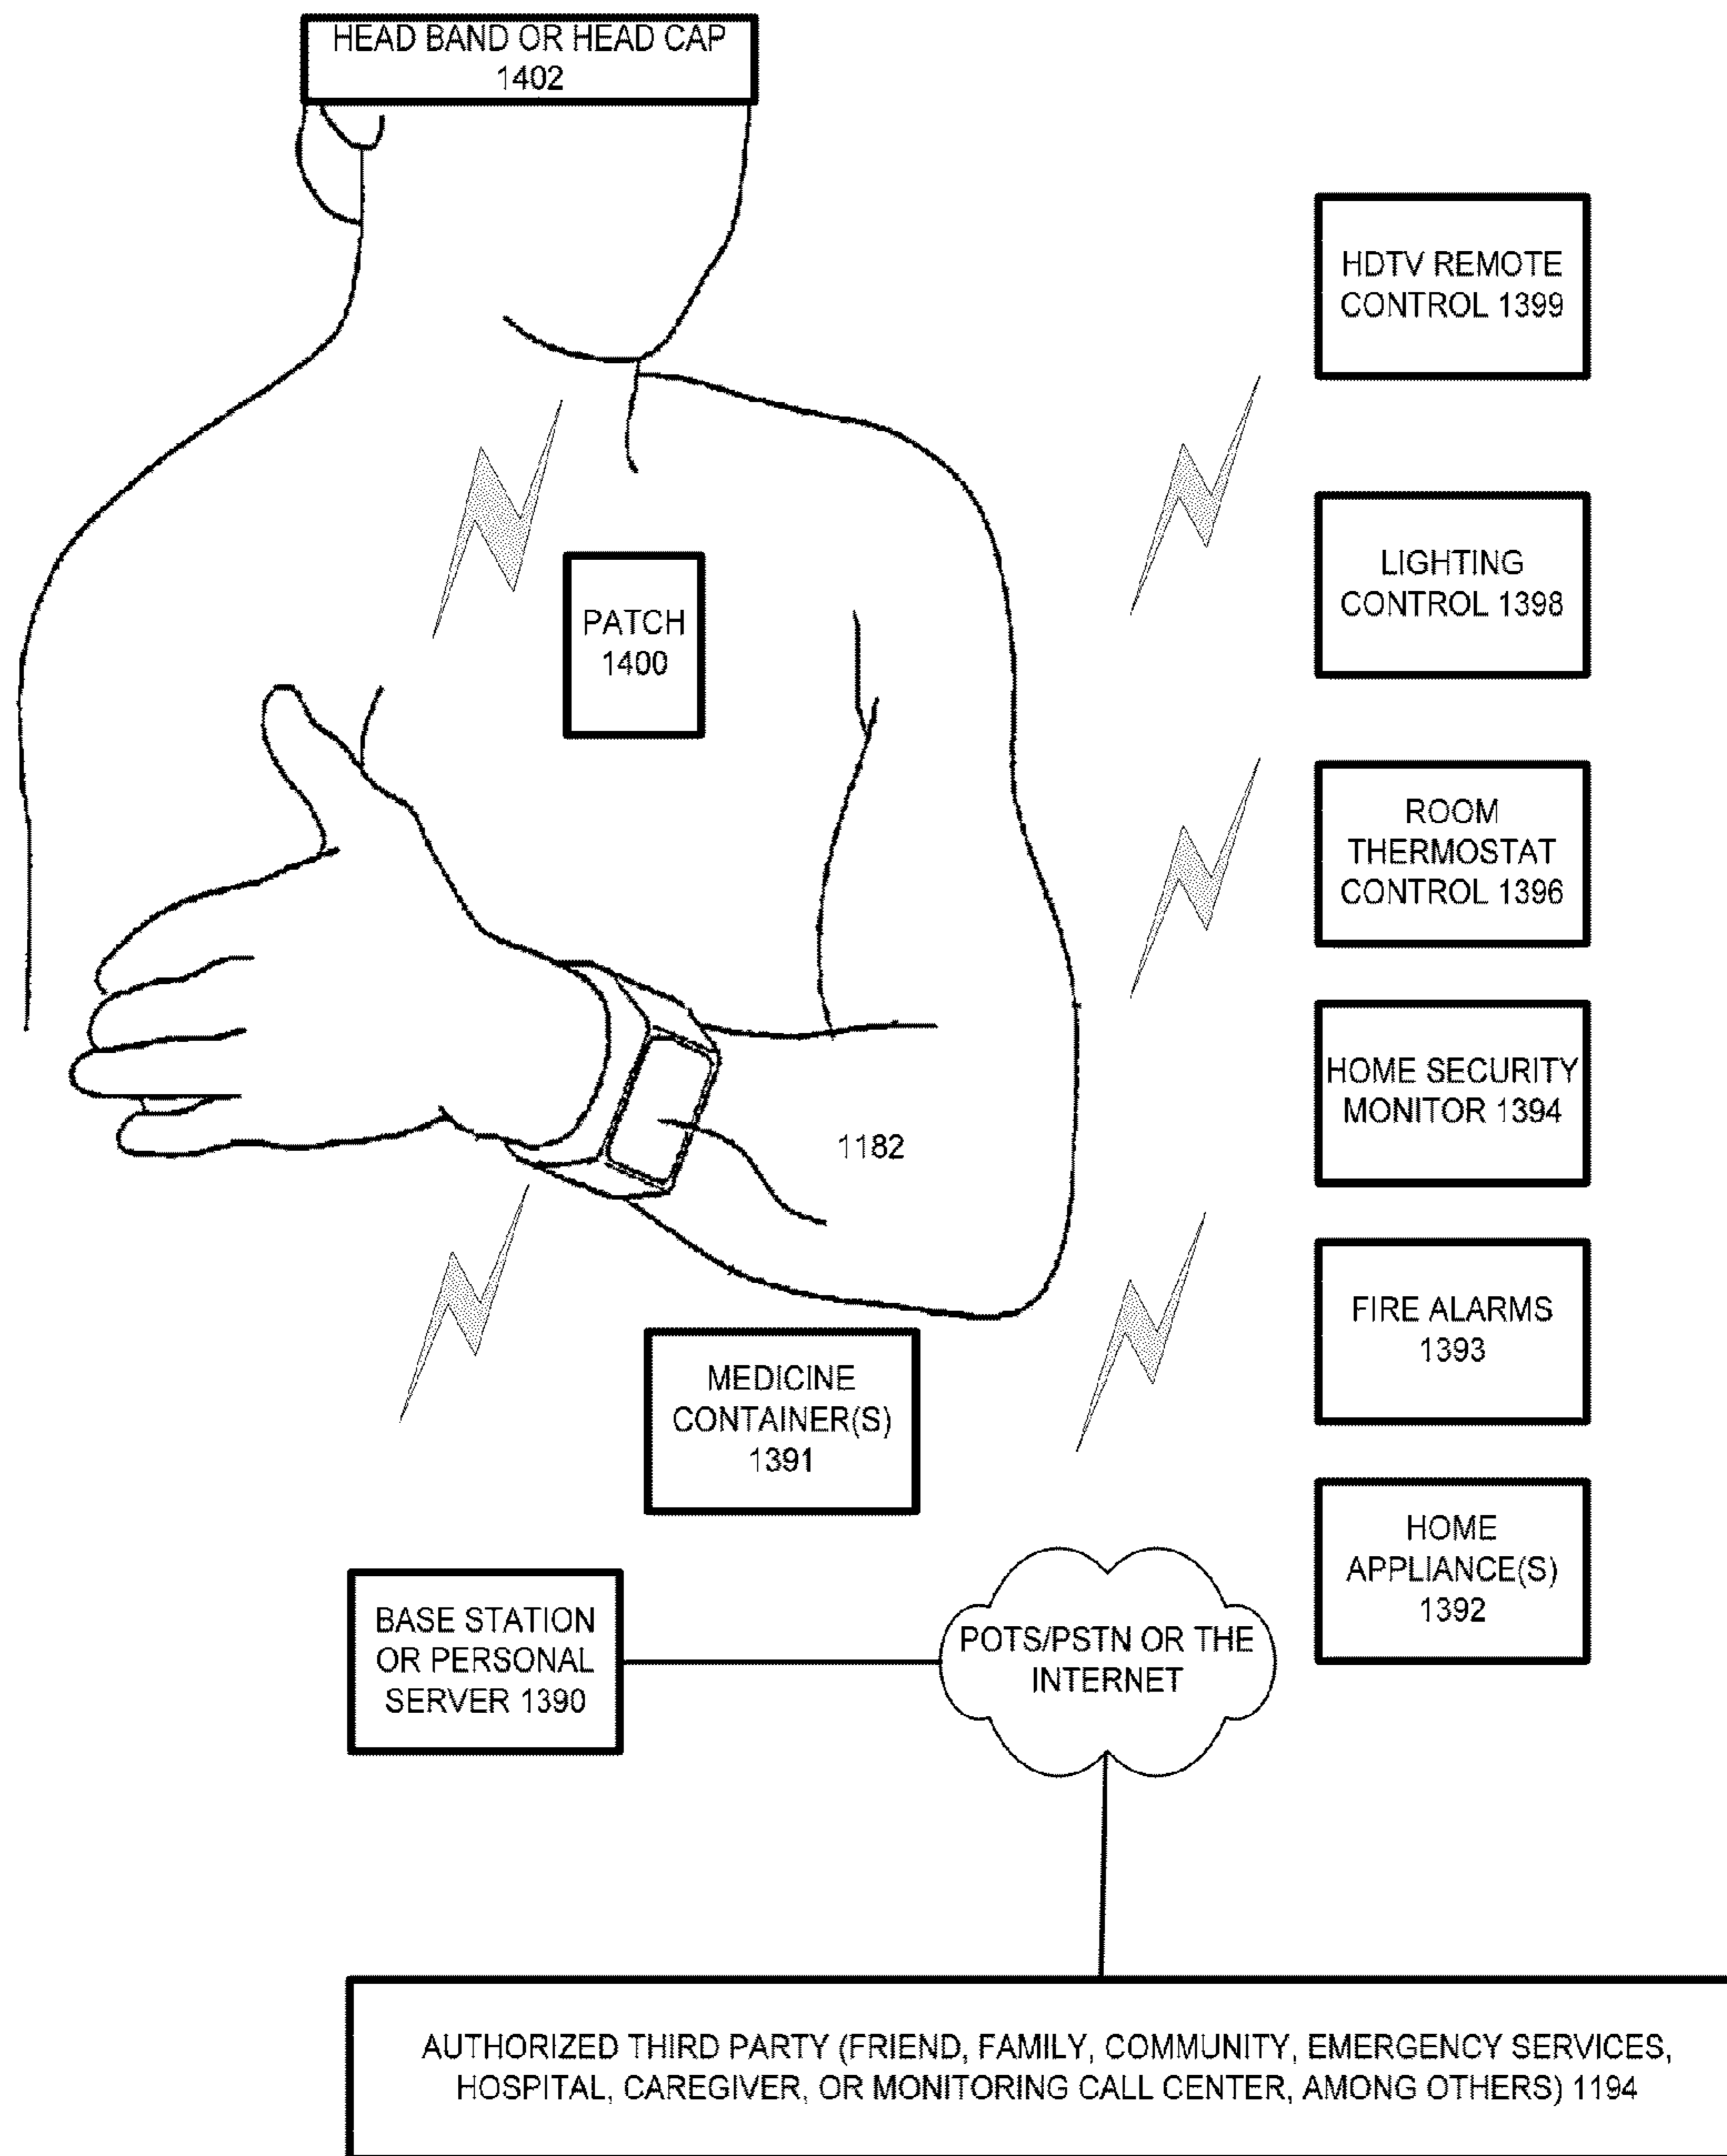 HEAD BAND OR HEAD CAP
1402
HDTV REMOTE
CONTROL 1399
LIGHTING
CONTROL 1398
PATCH
1400
ROOM
THERMOSTAT
CONTROL 1396
HOME SECURITY
MONITOR 1394
1182
FIRE ALARMS
1393
MEDICINE
CONTAINER(S)
1391
HOME
APPLIANCE(S)
1392
BASE STATION
OR PERSONAL
SERVER 1390
POTS/PSTN OR THE
INTERNET
AUTHORIZED THIRD PARTY (FRIEND, FAMILY, COMMUNITY, EMERGENCY SERVICES,
HOSPITAL, CAREGIVER, OR MONITORING CALL CENTER, AMONG OTHERS) 1194